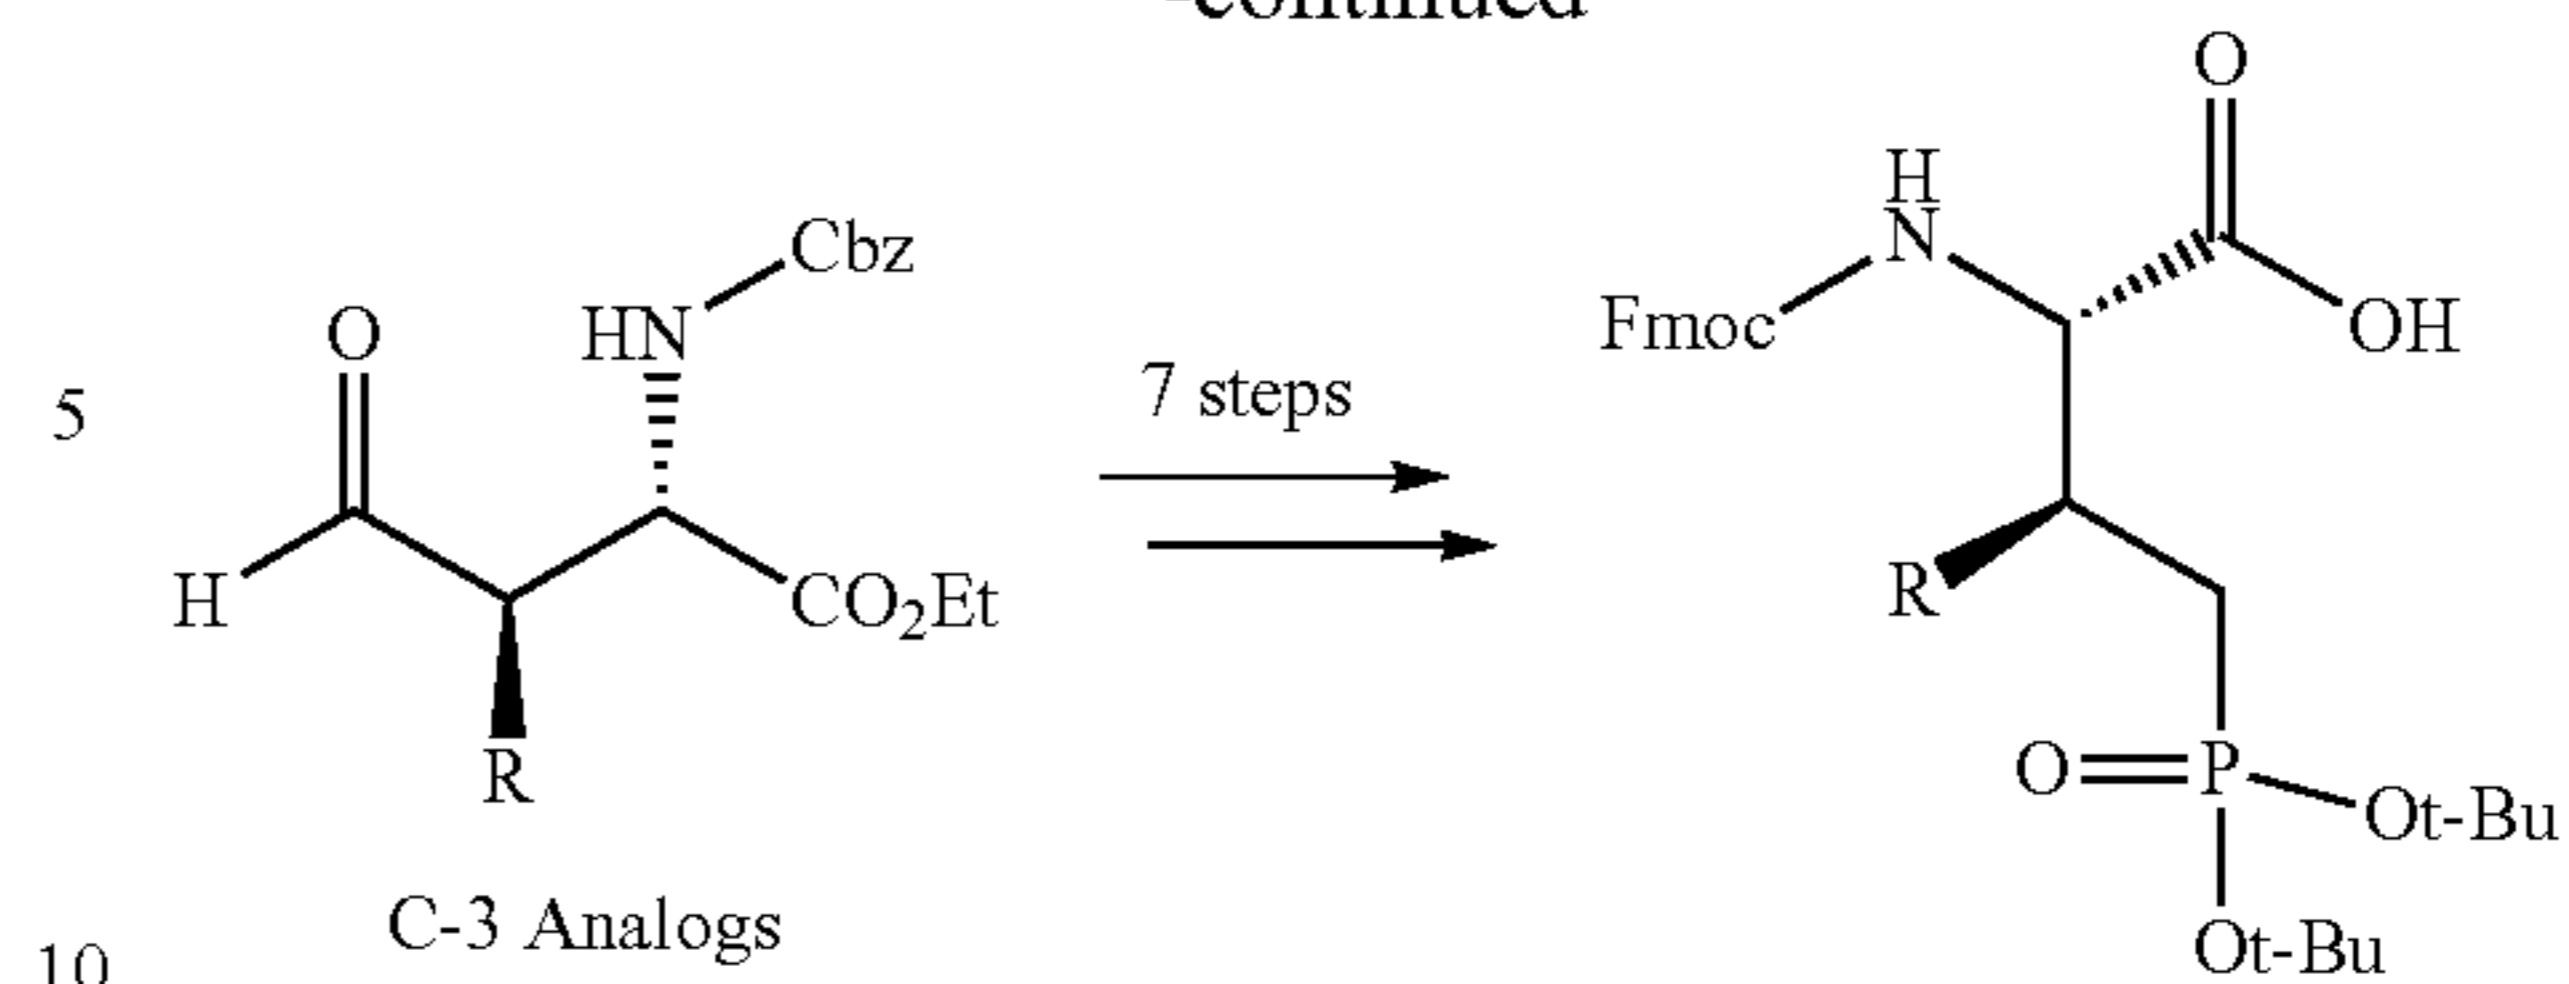 -continued
O
O
H
N
Cbz
HN
Fmoc
OH
5
7 steps
H
CO2Et
R
R
O
P
Ot-Bu
C-3 Analogs
Ot-Bu
10